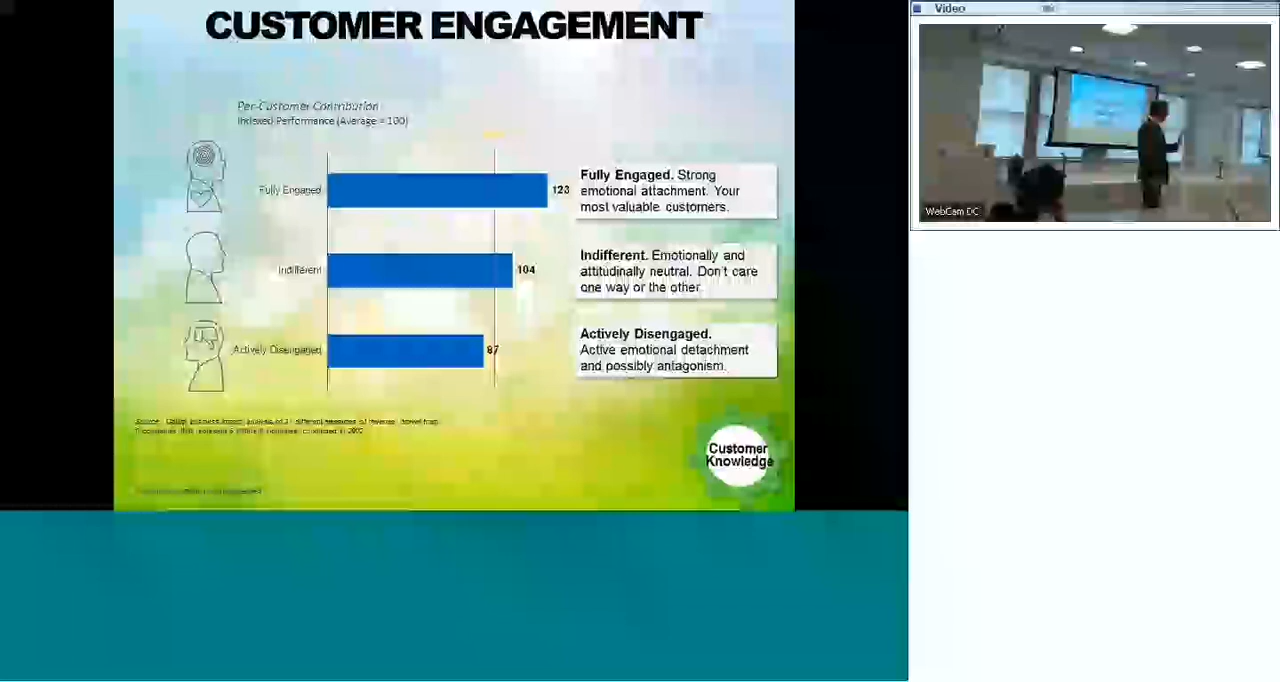 CUSTOMER ENGAGEMENT
Per-Customer Contribution
Indexed Performance (Average = 100)
Fully Engaged
123
Fully Engaged. Strong
emotional attachment. Your
most valuable customers.
Indifferent
104
Indifferent. Emotionally and
attitudinally neutral. Don't care
one way or the other.
Actively Disengaged
87
Actively Disengaged.
Active emotional detachment
and possibly antagonism.
Customer
Knowledge
Video
WebCam DC